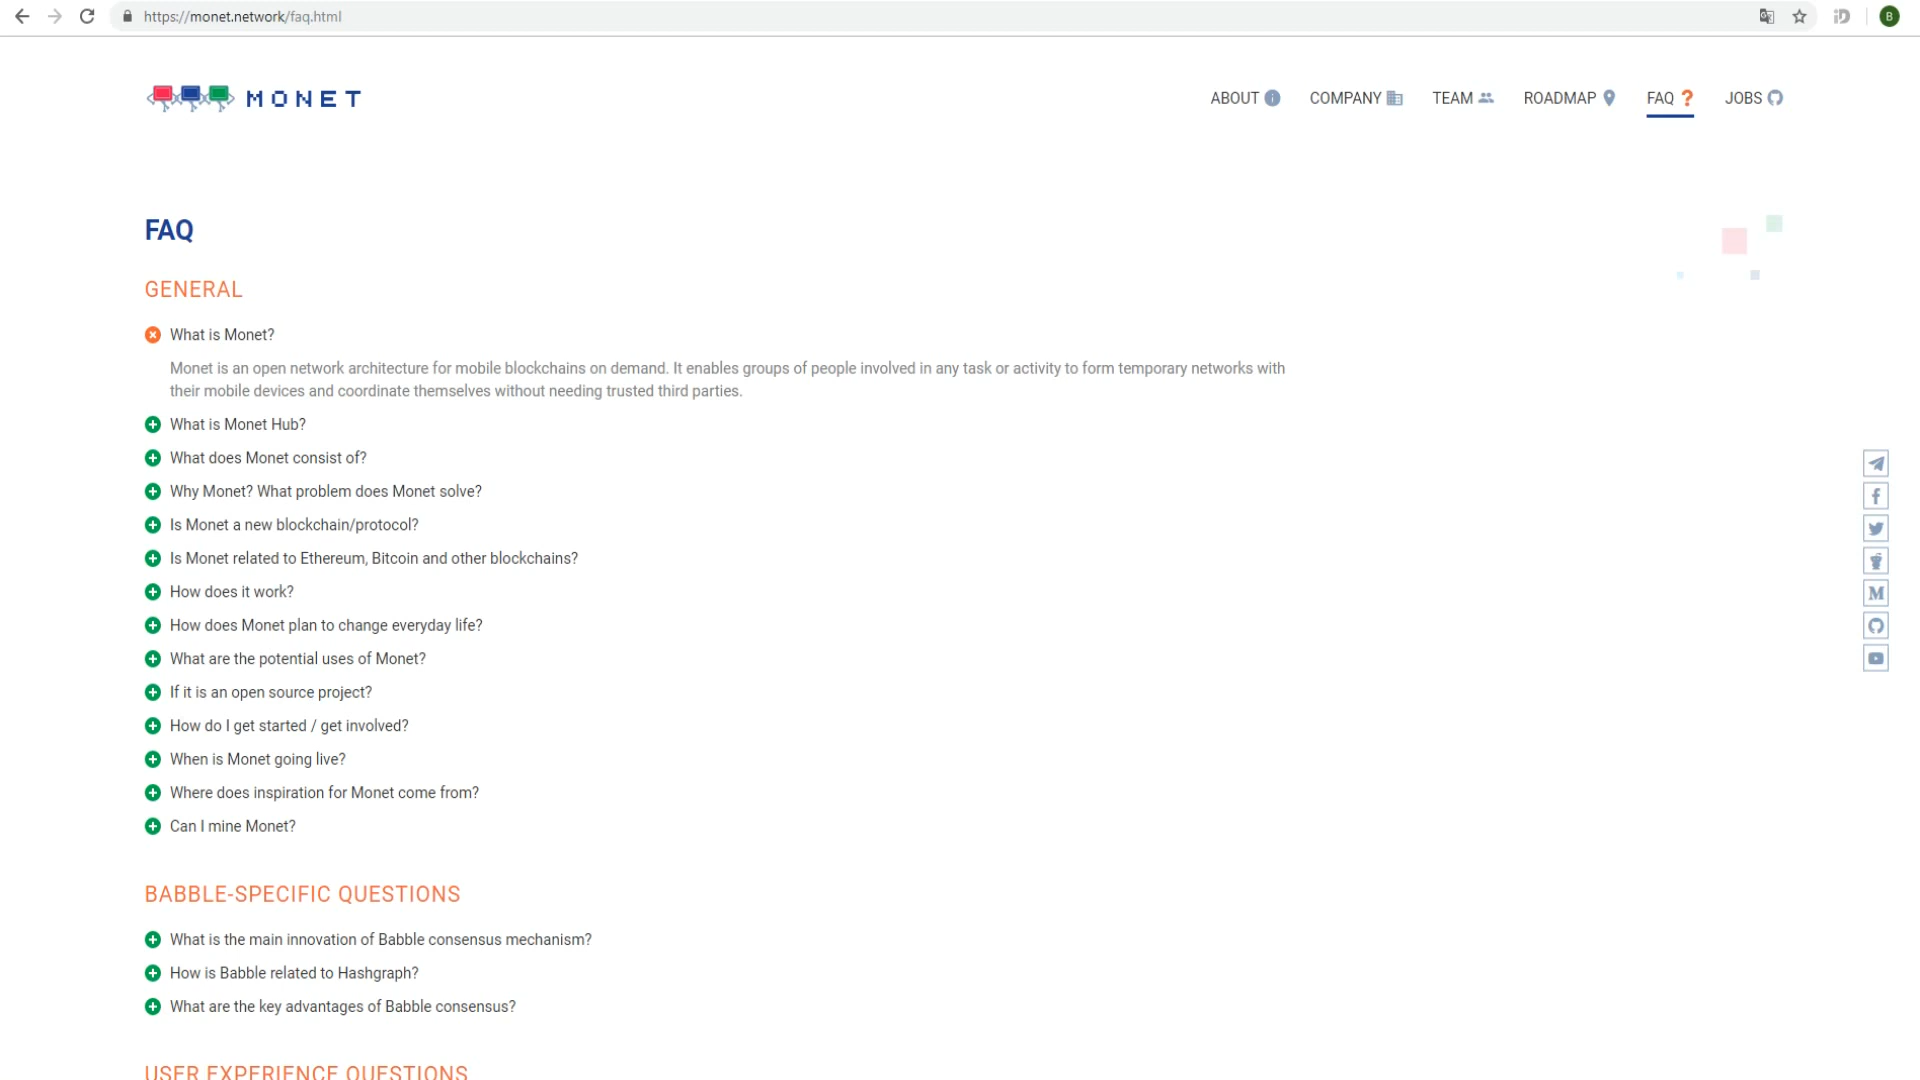 https://monet.network/faq.html
B
MONET
ABOUT COMPANY TEAM ROADMAP FAQ JOBS
FAQ
GENERAL
What is Monet?
Monet is an open network architecture for mobile blockchains on demand. It enables groups of people involved in any task or activity to form temporary networks with
their mobile devices and coordinate themselves without needing trusted third parties.
What is Monet Hub?
What does Monet consist of?
Why Monet? What problem does Monet solve?
Is Monet a new blockchain/protocol?
Is Monet related to Ethereum, Bitcoin and other blockchains?
How does it work?
How does Monet plan to change everyday life?
What are the potential uses of Monet?
If it is an open source project?
How do I get started / get involved?
When is Monet going live?
Where does inspiration for Monet come from?
Can I mine Monet?
BABBLE-SPECIFIC QUESTIONS
What is the main innovation of Babble consensus mechanism?
How is Babble related to Hashgraph?
What are the key advantages of Babble consensus?
USER EXPERIENCE QUESTIONS